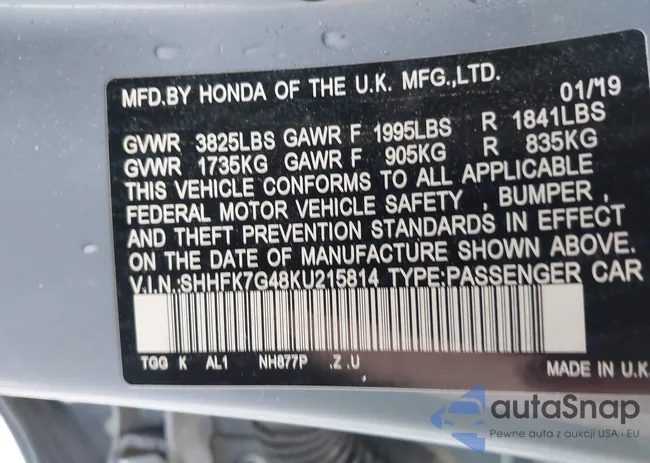 MFD.BY HONDA OF THE U.K. MFG.,LTD.
01/'19
GVWR 3825LBS GAWR F 1995LBS R 1841LBS
GVWR 1735KG GAWR F 905KG R 835KG
THIS VEHICLE CONFORMS TO ALL APPLICABLE
FEDERAL MOTOR VEHICLE SAFETY , BUMPER ,
AND THEFT PREVENTION STANDARDS IN EFFECT
ON THE DATE OF MANUFACTURE SHOWN ABOVE.
V.I.N.:SHHFK7G48KU215814 TYPE:PASSENGER CAR
TGG K AL1 NH877P .Z .U
MADE IN U.K.
autaSnap
Pewne auta z aukcji USA i EU